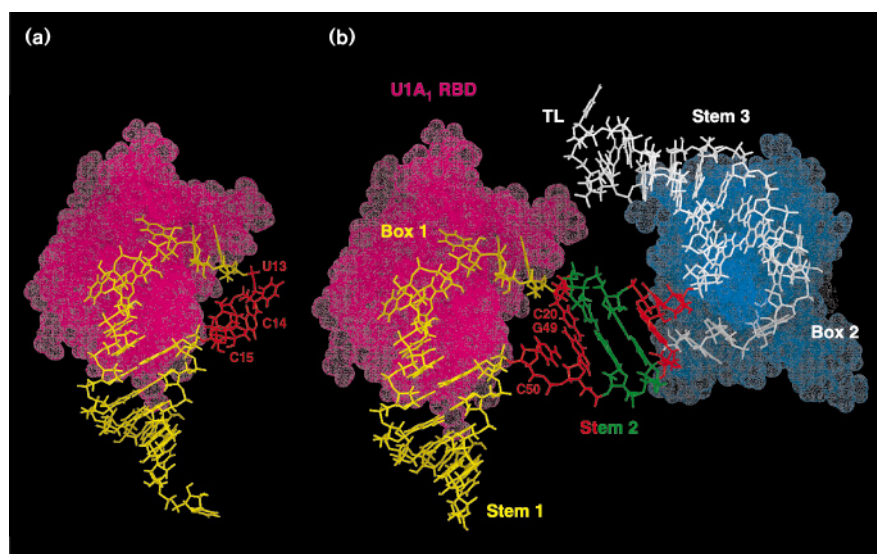 (a)
(b)
U1A₁ RBD
TL
Stem 3
Box 1
U13
C14
C15
C20
G49
C50
Box 2
Stem 2
Stem 1